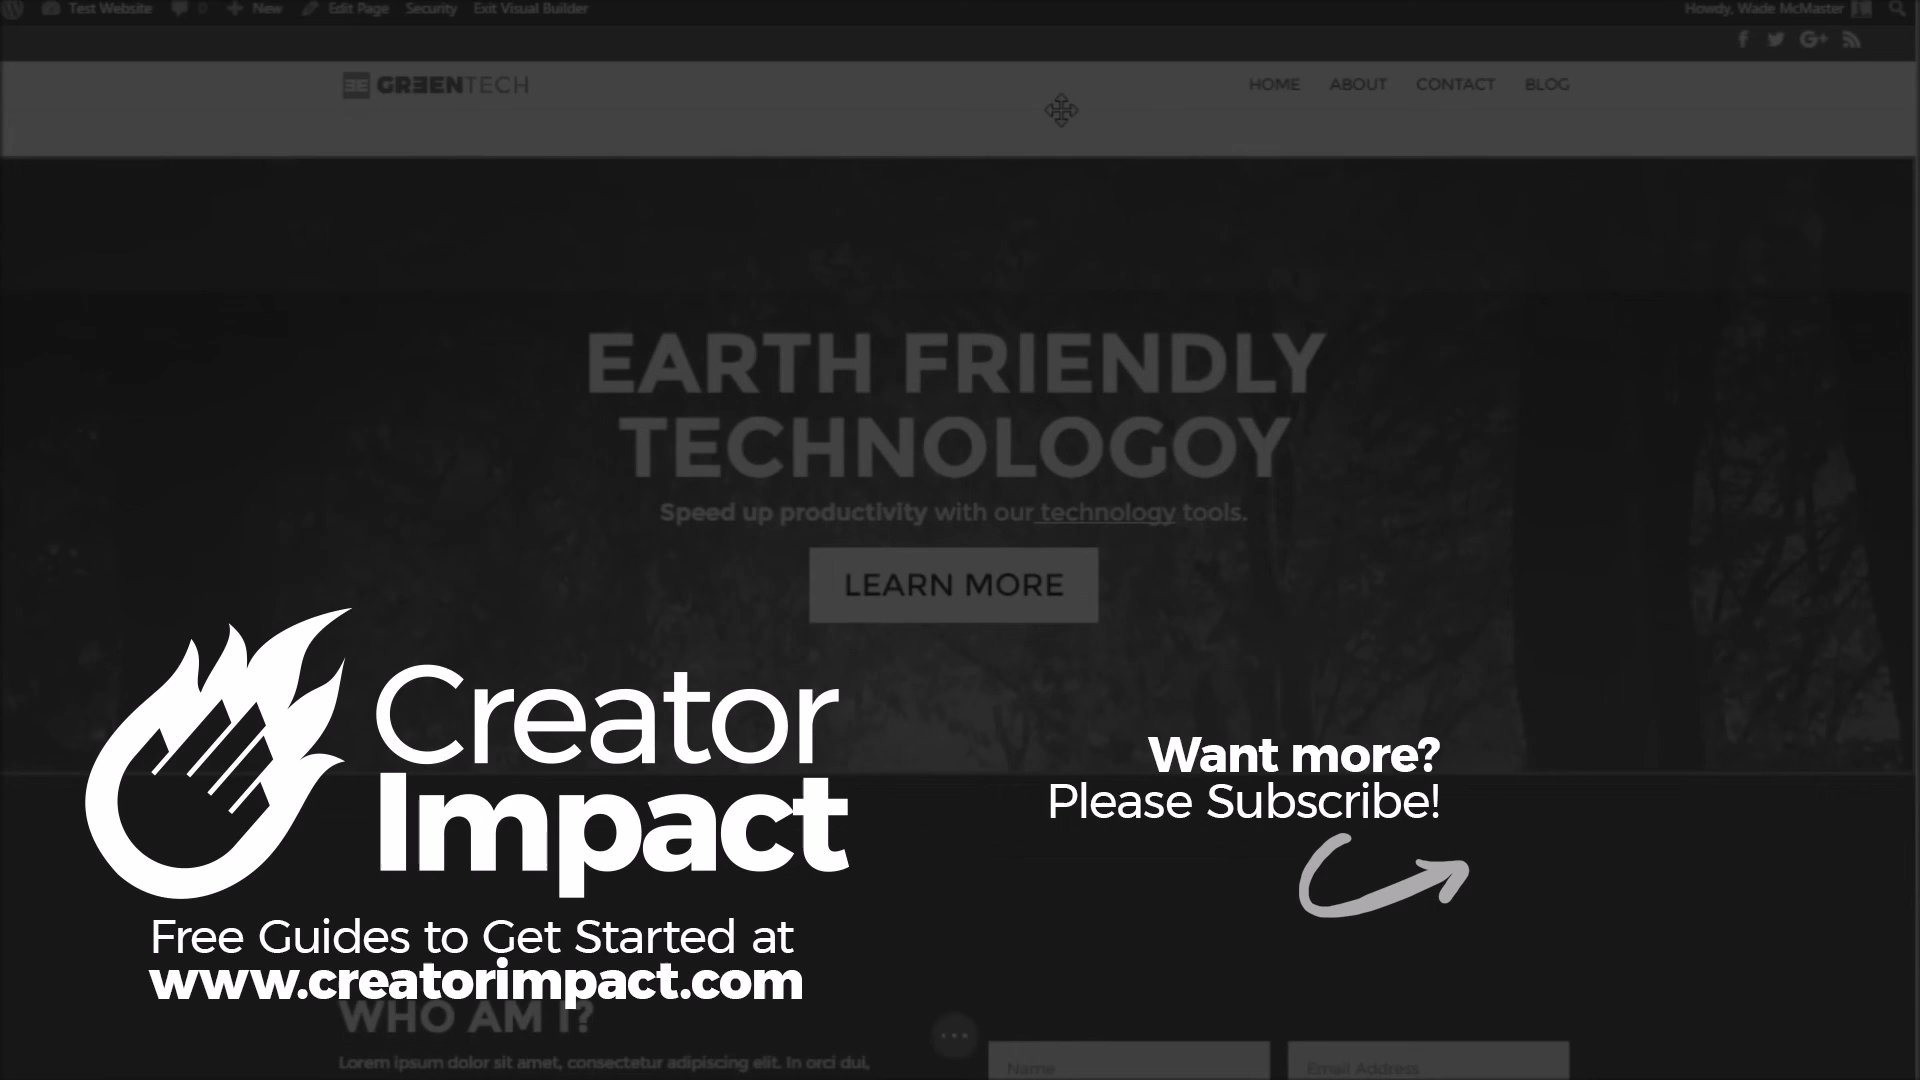 Test Website 0 New Edit Page Security Exit Visual Builder Howdy, Wade McMaster
f G+
GREENTECH HOME ABOUT CONTACT BLOG
EARTH FRIENDLY
TECHNOLOGOY
Speed up productivity with our technology tools.
LEARN MORE
Creator
Impact
Want more?
Please Subscribe!
Free Guides to Get Started at
www.creatorimpact.com
WHO AM I?
Lorem ipsum dolor sit amet, consectetur adipiscing elit. In orci dui,
Name Email Address